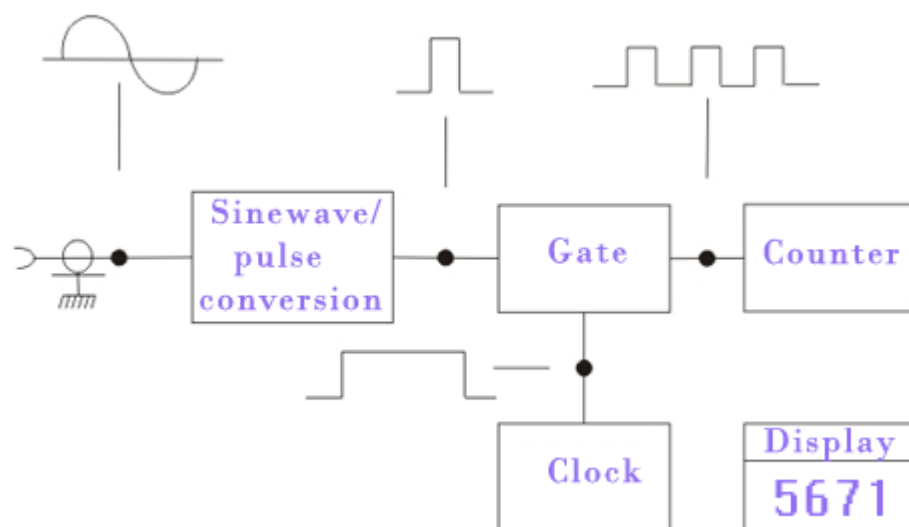 Sinewave/
pulse
conversion
Gate
Counter
Clock
Display
5671